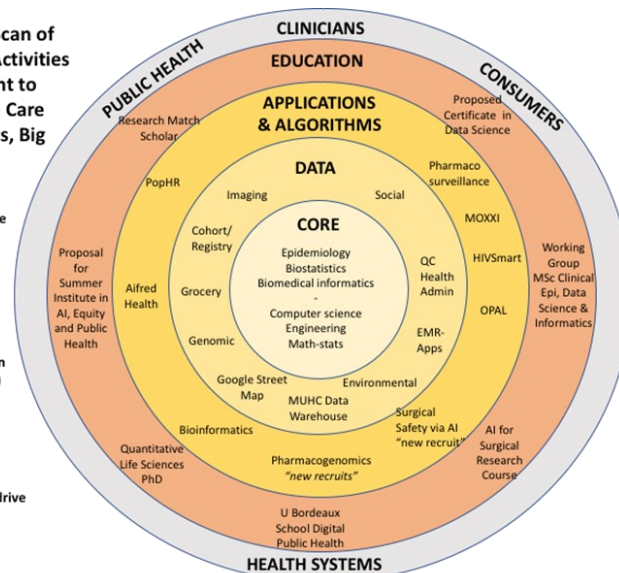 can of
Activities
nt to
Care
s, Big
e
n
)
drive
CLINICIANS
PUBLIC HEALTH
CONSUMERS
HEALTH SYSTEMS
EDUCATION
Research Match
Scholar
Proposed
Certificate in
Data Science
Proposal
for
Summer
Institute in
AI, Equity
and Public
Health
Working
Group
MSc Clinical
Epi, Data
Science &
Informatics
Quantitative
Life Sciences
PhD
AI for
Surgical
Research
Course
U Bordeaux
School Digital
Public Health
APPLICATIONS
& ALGORITHMS
PopHR
Pharmaco
surveillance
MOXXI
HIVSmart
OPAL
Aifred
Health
Bioinformatics
Surgical
Safety via AI
“new recruit”
Pharmacogenomics
“new recruits”
DATA
Imaging
Social
Cohort/
Registry
QC
Health
Admin
Grocery
Genomic
EMR-
Apps
Google Street
Map
Environmental
MUHC Data
Warehouse
CORE
Epidemiology
Biostatistics
Biomedical informatics
-
Computer science
Engineering
Math-stats